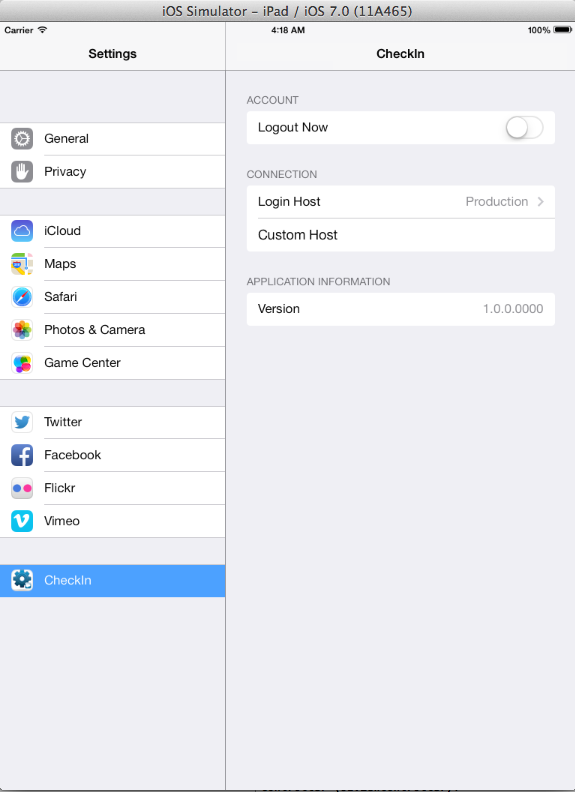 iOS Simulator – iPad / iOS 7.0 (11A465)
Carrier 4:18 AM 100%
Settings
CheckIn
General
Privacy
iCloud
Maps
Safari
Photos & Camera
Game Center
Twitter
Facebook
Flickr
Vimeo
CheckIn
ACCOUNT
Logout Now
CONNECTION
Login Host Production
Custom Host
APPLICATION INFORMATION
Version 1.0.0.0000